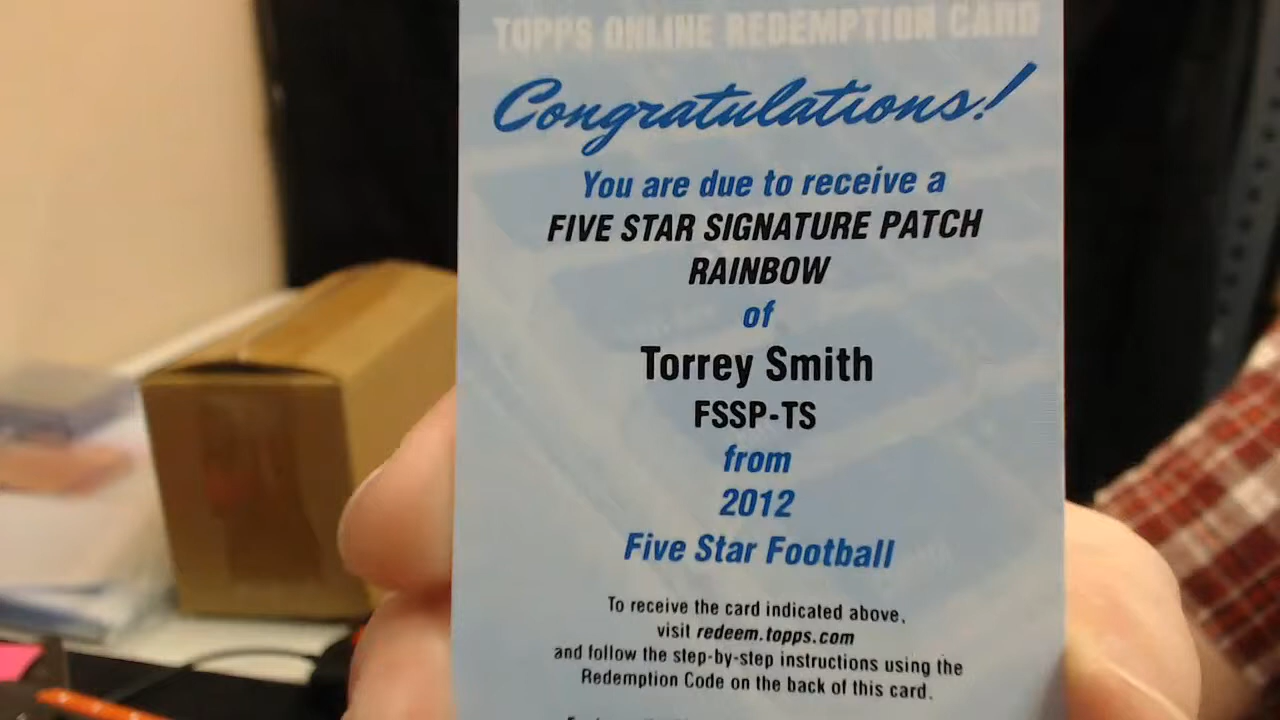 TOPPS ONLINE REDEMPTION CARD
Congratulations!
You are due to receive a
FIVE STAR SIGNATURE PATCH
RAINBOW
of
Torrey Smith
FSSP-TS
from
2012
Five Star Football
To receive the card indicated above,
visit redeem.topps.com
and follow the step-by-step instructions using the
Redemption Code on the back of this card.